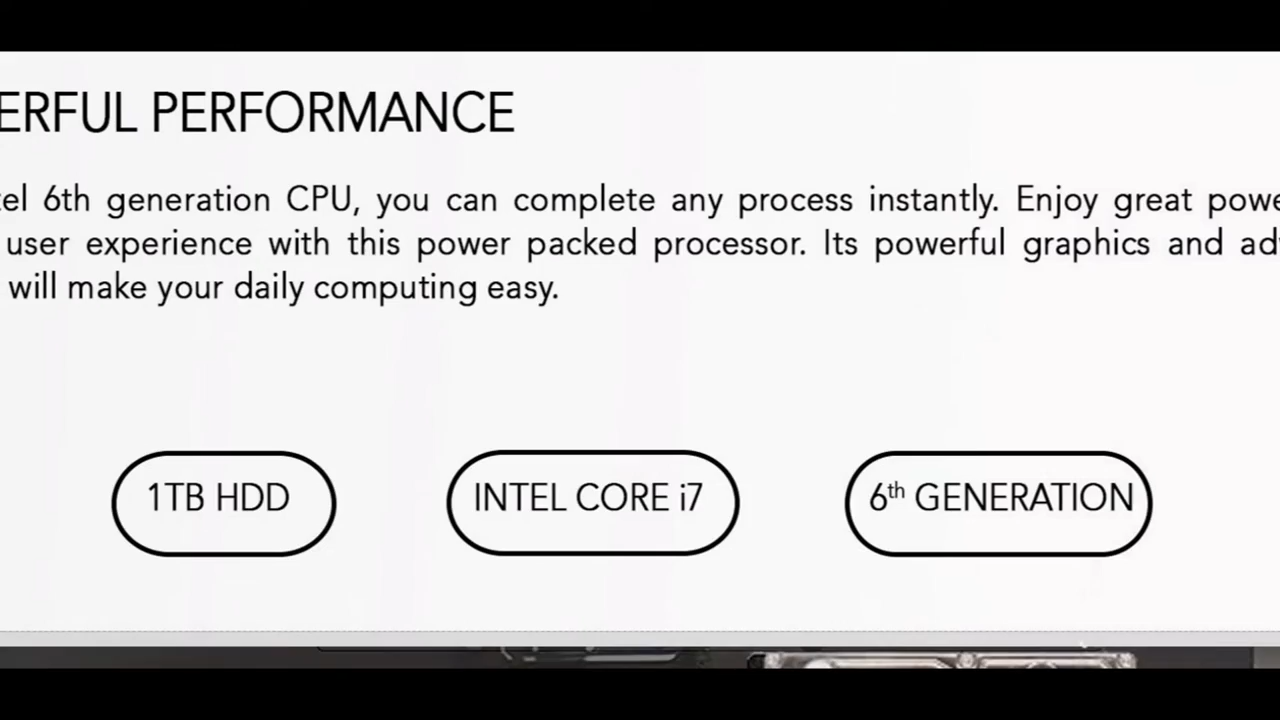 ERFUL PERFORMANCE
tel 6th generation CPU, you can complete any process instantly. Enjoy great powe
user experience with this power packed processor. Its powerful graphics and ad
will make your daily computing easy.
1TB HDD
INTEL CORE i7
6th GENERATION